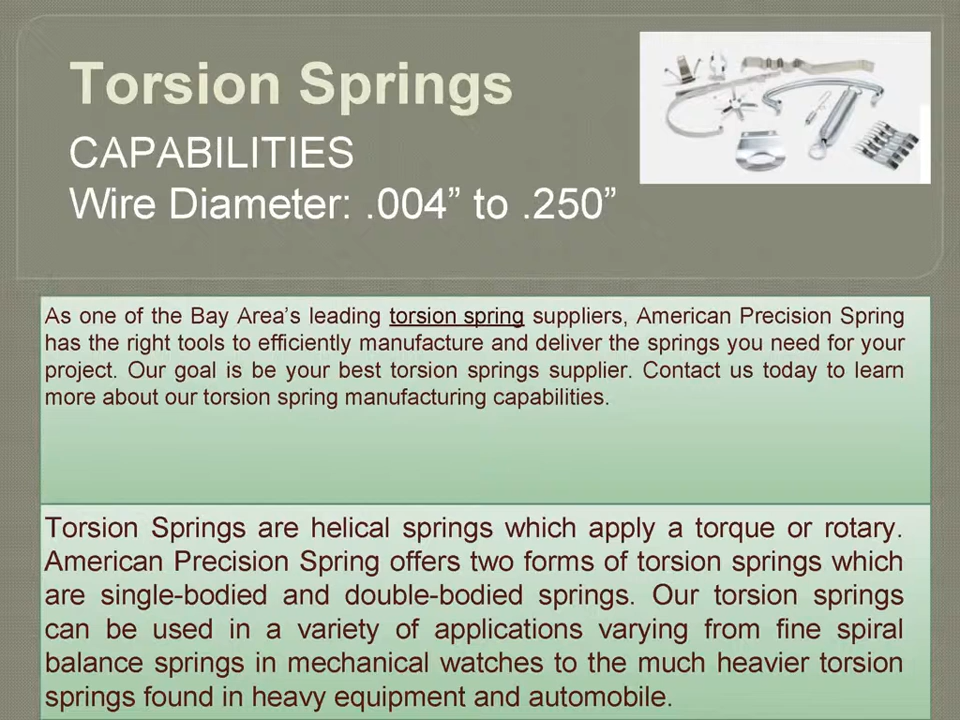 Torsion Springs
CAPABILITIES
Wire Diameter: .004” to .250”
As one of the Bay Area’s leading torsion spring suppliers, American Precision Spring
has the right tools to efficiently manufacture and deliver the springs you need for your
project. Our goal is be your best torsion springs supplier. Contact us today to learn
more about our torsion spring manufacturing capabilities.
Torsion Springs are helical springs which apply a torque or rotary.
American Precision Spring offers two forms of torsion springs which
are single-bodied and double-bodied springs. Our torsion springs
can be used in a variety of applications varying from fine spiral
balance springs in mechanical watches to the much heavier torsion
springs found in heavy equipment and automobile.